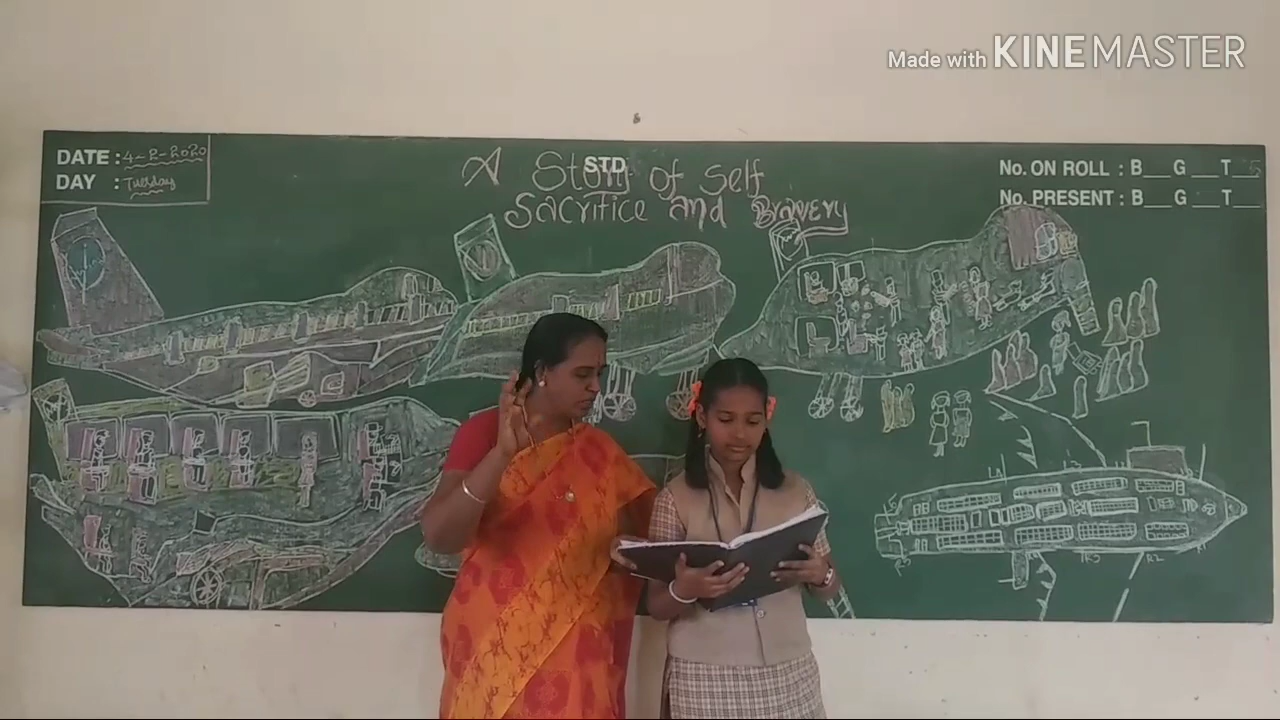 Made with KINEMASTER
DATE : 4-2-2020
DAY : Tuesday
STD
A Story of Self
Sacrifice and Bravery
No. ON ROLL : B__ G__ T__
No. PRESENT : B__ G__ T__
R2